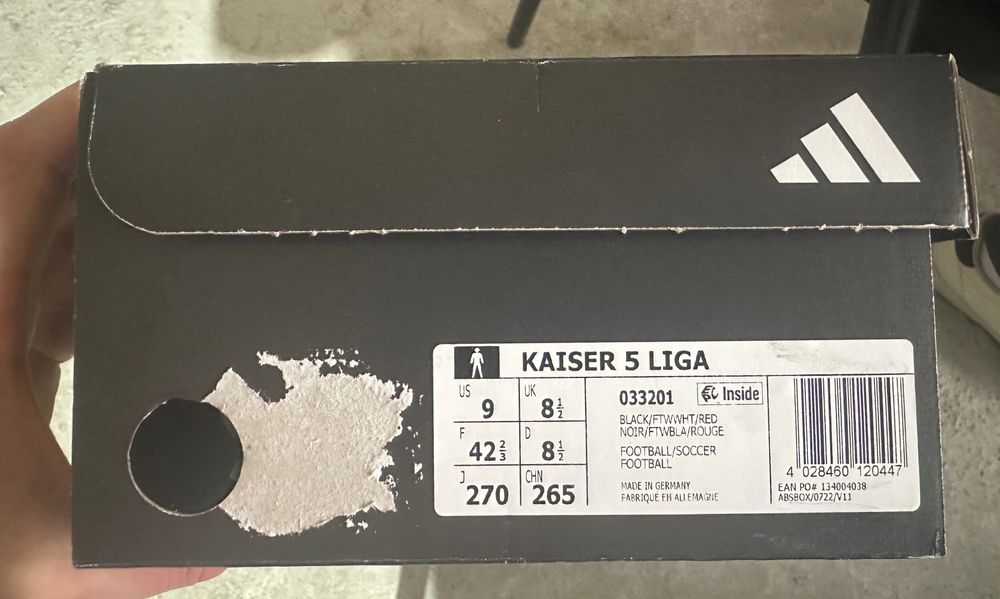 KAISER 5 LIGA
US 9 UK 8½
F 42⅔ D 8½
J 270 CHN 265
033201 Inside
BLACK/FTWWHT/RED
NOIR/FTWBLA/ROUGE
FOOTBALL/SOCCER
FOOTBALL
MADE IN GERMANY
FABRIQUE EN ALLEMAGNE
4 028460 120447
EAN PO# 134004038
ABSBOX/0722/V11